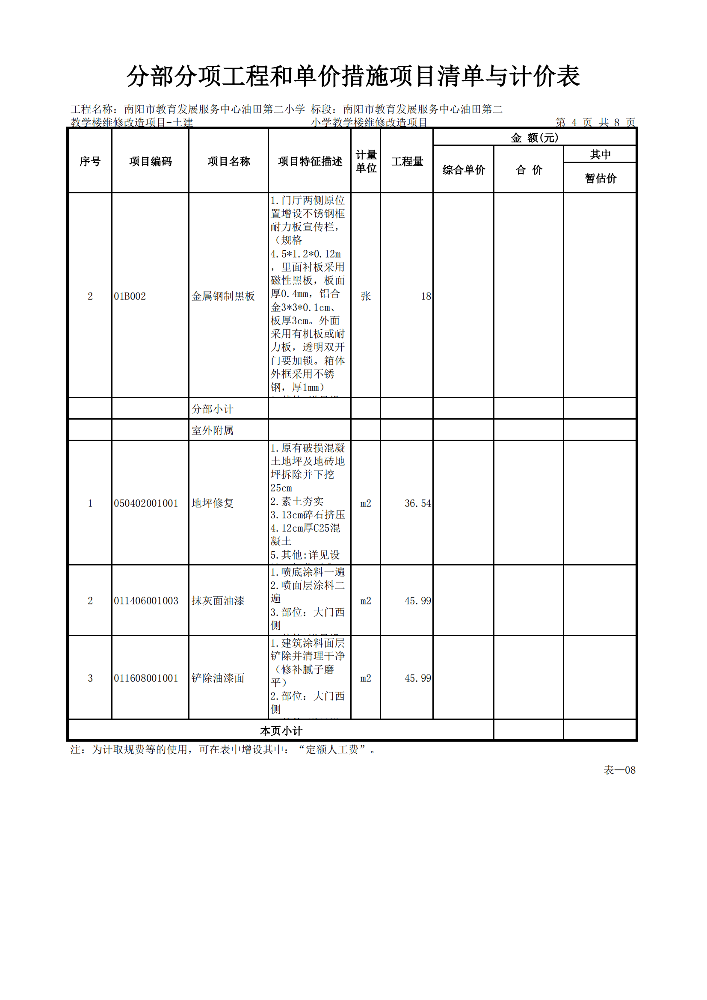 分部分项工程和单价措施项目清单与计价表
工程名称：南阳市教育发展服务中心油田第二小学 标段：南阳市教育发展服务中心油田第二
教学楼维修改造项目-土建 小学教学楼维修改造项目 第 4 页 共 8 页
序号 项目编码 项目名称 项目特征描述 计量单位 工程量 金 额(元)
综合单价 合 价 其中
暂估价
2 01B002 金属钢制黑板
1.门厅两侧原位
置增设不锈钢框
耐力板宣传栏，
（规格
4.5*1.2*0.12m
，里面衬板采用
磁性黑板，板面
厚0.4mm，铝合
金3*3*0.1cm、
板厚3cm。外面
采用有机板或耐
力板，透明双开
门要加锁。箱体
外框采用不锈
钢，厚1mm）
张 18
分部小计
室外附属
1 050402001001 地坪修复
1.原有破损混凝
土地坪及地砖地
坪拆除并下挖
25cm
2.素土夯实
3.13cm碎石挤压
4.12cm厚C25混
凝土
5.其他:详见设
m2 36.54
2 011406001003 抹灰面油漆
1.喷底涂料一遍
2.喷面层涂料二
遍
3.部位：大门西
侧
m2 45.99
3 011608001001 铲除油漆面
1.建筑涂料面层
铲除并清理干净
（修补腻子磨
平）
2.部位：大门西
侧
m2 45.99
本页小计
注：为计取规费等的使用，可在表中增设其中：“定额人工费”。
表—08